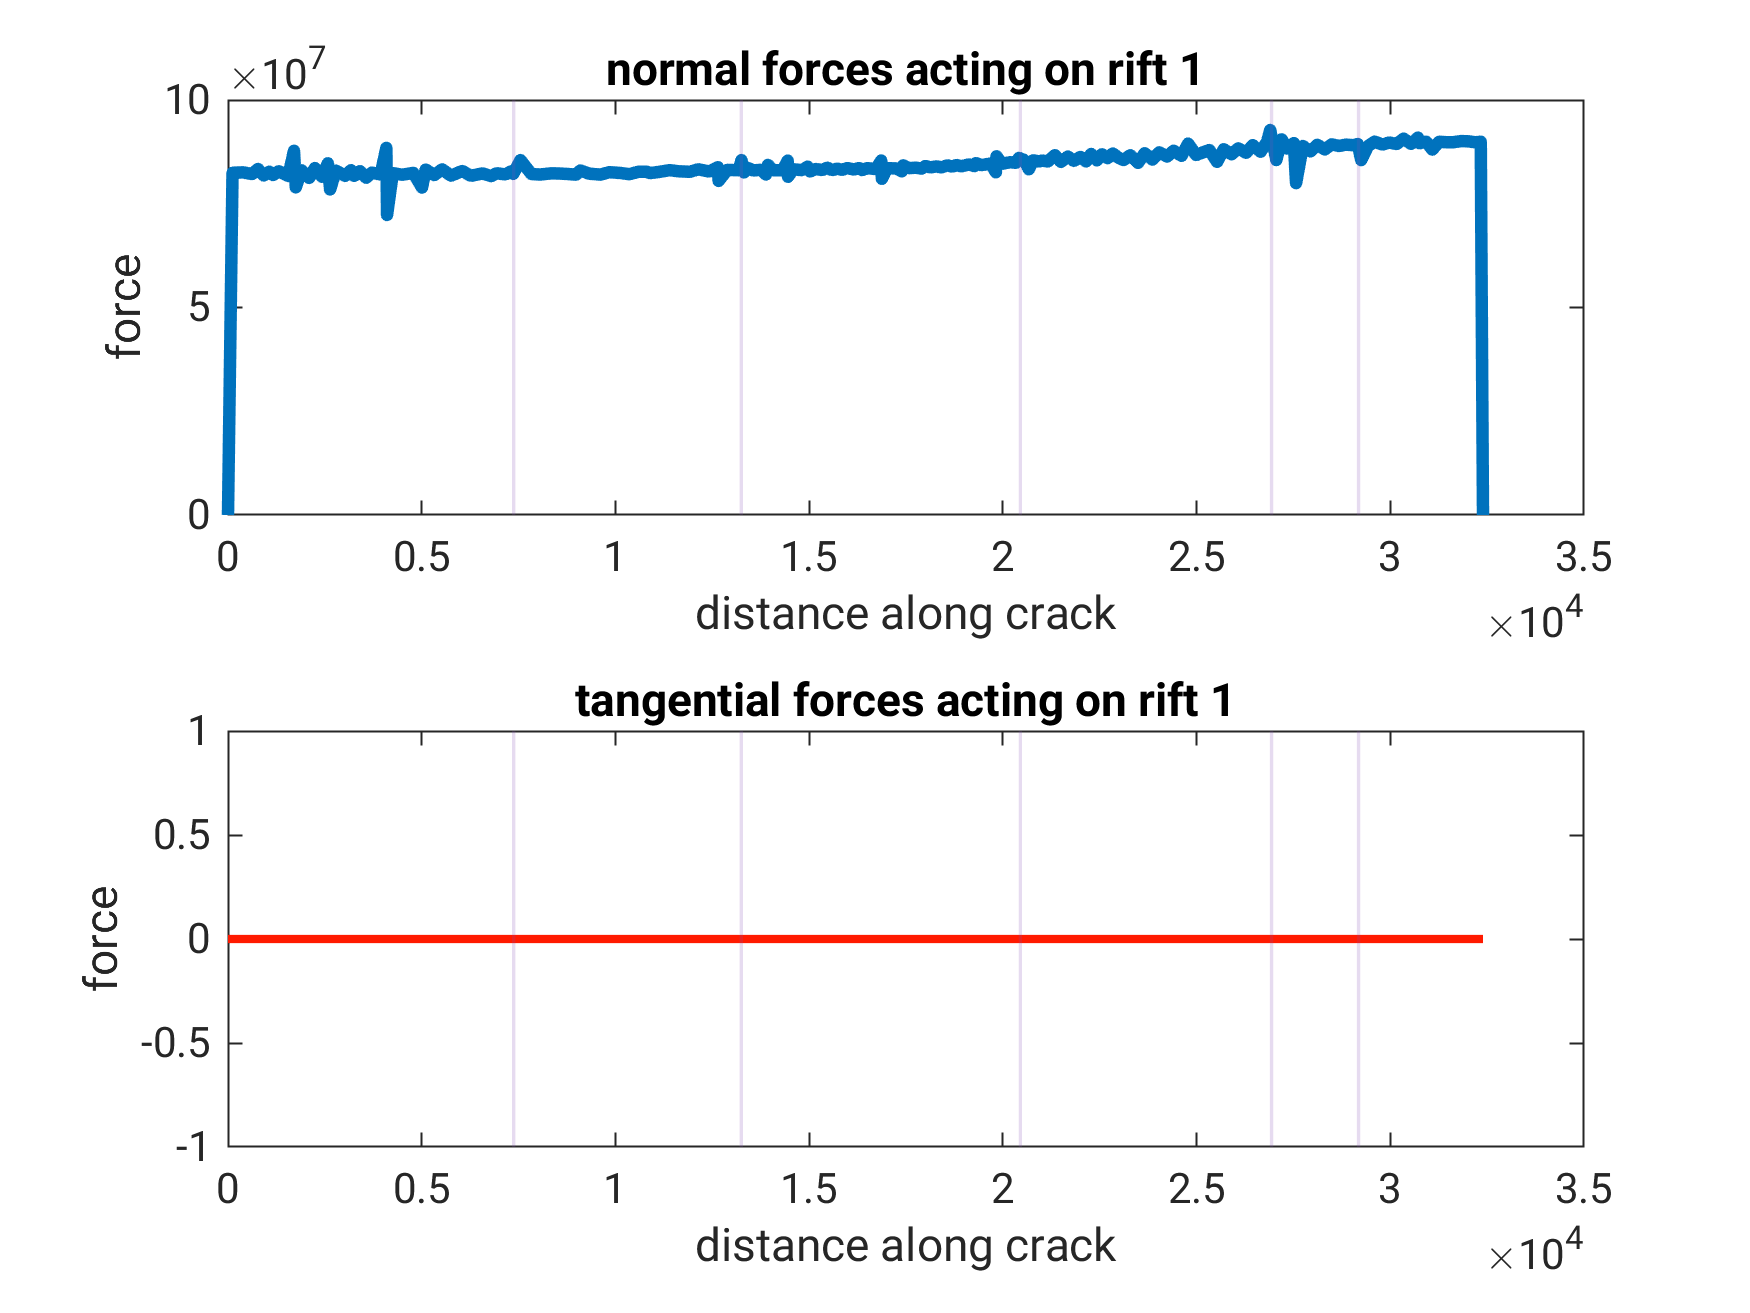 ×10^7
normal forces acting on rift 1
10
5
0
force
0 0.5 1 1.5 2 2.5 3 3.5
distance along crack
×10^4
tangential forces acting on rift 1
1
0.5
0
-0.5
-1
force
0 0.5 1 1.5 2 2.5 3 3.5
distance along crack
×10^4